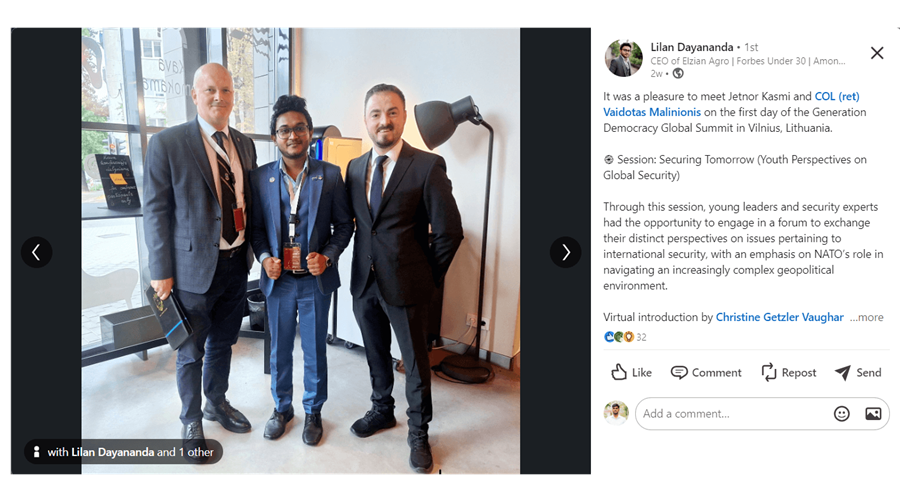 Lilan Dayananda • 1st
CEO of Elzian Agro | Forbes Under 30 | Amon...
2w •
It was a pleasure to meet Jetnor Kasmi and COL (ret)
Vaidotas Malinionis on the first day of the Generation
Democracy Global Summit in Vilnius, Lithuania.
Session: Securing Tomorrow (Youth Perspectives on
Global Security)
Through this session, young leaders and security experts
had the opportunity to engage in a forum to exchange
their distinct perspectives on issues pertaining to
international security, with an emphasis on NATO's role in
navigating an increasingly complex geopolitical
environment.
Virtual introduction by Christine Getzler Vaughar ...more
32
Like Comment Repost Send
Add a comment...
with Lilan Dayananda and 1 other